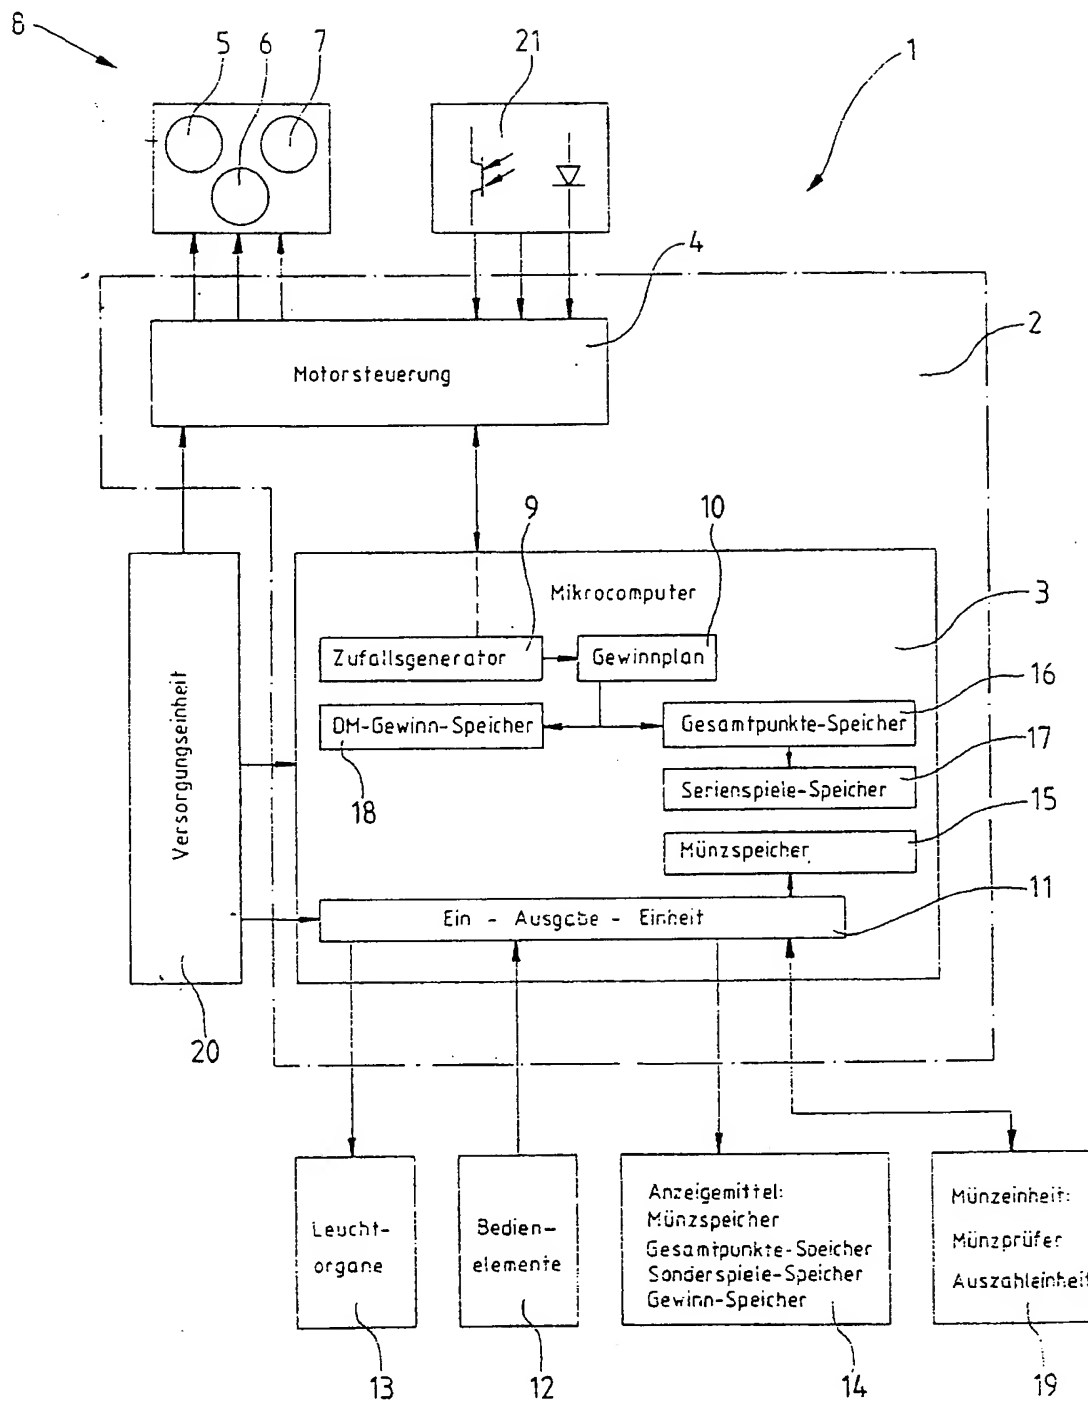 8
5
6
7
21
1
4
2
Motorsteuerung
9
10
Mikrocomputer
3
Zufallsgenerator
Gewinnplan
16
DM-Gewinn-Speicher
Gesamtpunkte-Speicher
17
18
Serienspiele-Speicher
15
Münzspeicher
11
Ein - Ausgabe - Einheit
Versorgungseinheit
20
Leucht-
organe
Bedien-
elemente
Anzeigemittel:
Münzspeicher
Gesamtpunkte-Speicher
Sonderspiele-Speicher
Gewinn-Speicher
Münzeinheit:
Münzprüfer
Auszahleinheit
13
12
14
19